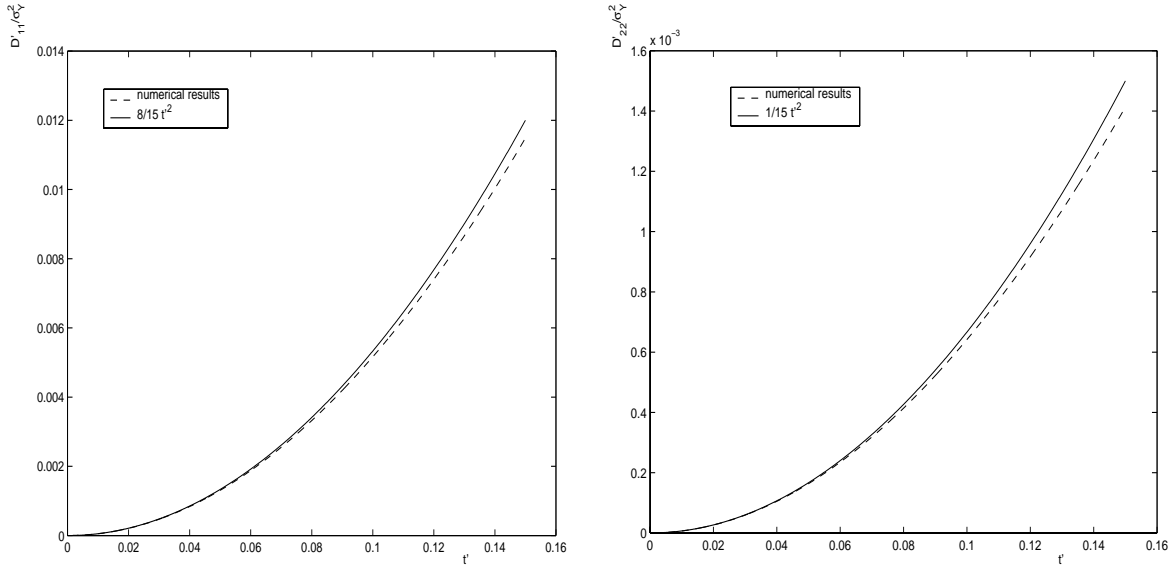 D'11/σ²Y
0.014
0.012
0.01
0.008
0.006
0.004
0.002
0
numerical results
8/15 t'²
0 0.02 0.04 0.06 0.08 0.1 0.12 0.14 0.16
t'
D'22/σ²Y
x 10⁻³
1.6
1.4
1.2
1
0.8
0.6
0.4
0.2
0
numerical results
1/15 t'²
0 0.02 0.04 0.06 0.08 0.1 0.12 0.14 0.16
t'